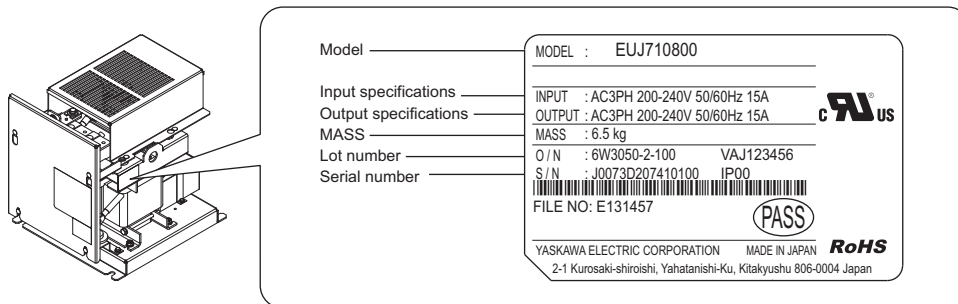 Model
Input specifications
Output specifications
MASS
Lot number
Serial number
MODEL : EUJ710800
INPUT : AC3PH 200-240V 50/60Hz 15A
OUTPUT : AC3PH 200-240V 50/60Hz 15A
MASS : 6.5 kg
O / N : 6W3050-2-100 VAJ123456
S / N : J0073D207410100 IP00
FILE NO: E131457
PASS
YASKAWA ELECTRIC CORPORATION MADE IN JAPAN
2-1 Kurosaki-shiroishi, Yahatanishi-Ku, Kitakyushu 806-0004 Japan
c RU® US
RoHS